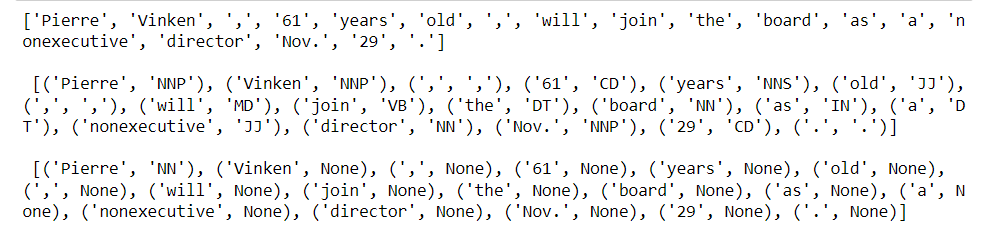 ['Pierre', 'Vinken', ',', '61', 'years', 'old', ',', 'will', 'join', 'the', 'board', 'as', 'a', 'n
onexecutive', 'director', 'Nov.', '29', '.']
[('Pierre', 'NNP'), ('Vinken', 'NNP'), (',', ','), ('61', 'CD'), ('years', 'NNS'), ('old', 'JJ'),
(',', ','), ('will', 'MD'), ('join', 'VB'), ('the', 'DT'), ('board', 'NN'), ('as', 'IN'), ('a', 'D
T'), ('nonexecutive', 'JJ'), ('director', 'NN'), ('Nov.', 'NNP'), ('29', 'CD'), ('.', '.')]
[('Pierre', 'NN'), ('Vinken', None), (',', None), ('61', None), ('years', None), ('old', None),
(',', None), ('will', None), ('join', None), ('the', None), ('board', None), ('as', None), ('a', N
one), ('nonexecutive', None), ('director', None), ('Nov.', None), ('29', None), ('.', None)]